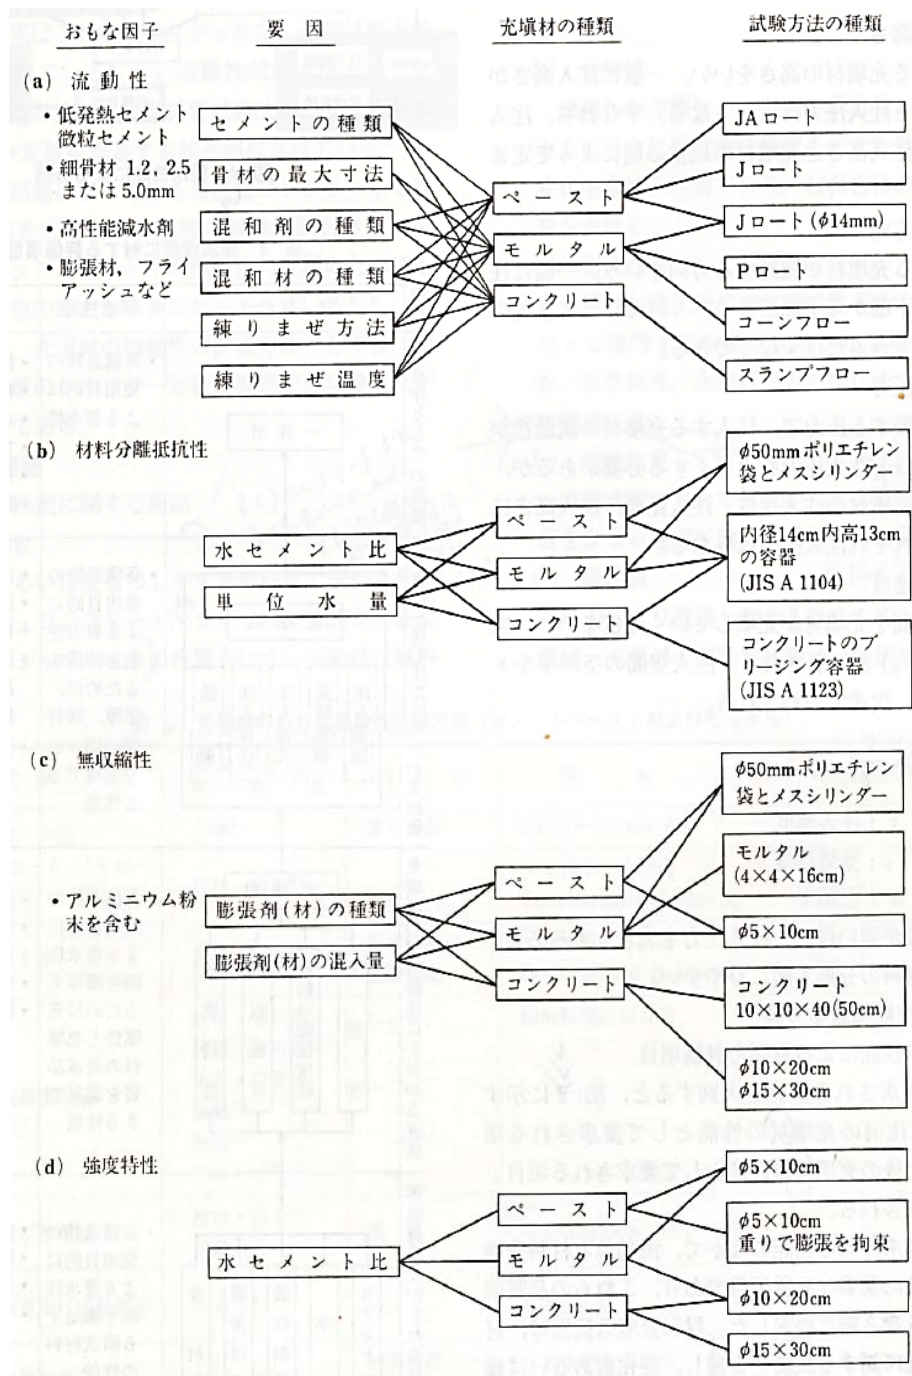 おもな因子
要因
充填材の種類
試験方法の種類
(a) 流動性
・低発熱セメント
微粒セメント
・細骨材 1.2, 2.5
または 5.0mm
・高性能減水剤
・膨張材，フライ
アッシュなど
セメントの種類
骨材の最大寸法
混和剤の種類
混和材の種類
練りまぜ方法
練りまぜ温度
ペースト
モルタル
コンクリート
JAロート
Jロート
Jロート(φ14mm)
Pロート
コーンフロー
スランプフロー
(b) 材料分離抵抗性
水セメント比
単位水量
ペースト
モルタル
コンクリート
φ50mmポリエチレン
袋とメスシリンダー
内径14cm内高13cm
の容器
(JIS A 1104)
コンクリートのブ
リージング容器
(JIS A 1123)
(c) 無収縮性
・アルミニウム粉
末を含む
膨張剤(材)の種類
膨張剤(材)の混入量
ペースト
モルタル
コンクリート
φ50mmポリエチレン
袋とメスシリンダー
モルタル
(4×4×16cm)
φ5×10cm
コンクリート
10×10×40(50cm)
φ10×20cm
φ15×30cm
(d) 強度特性
水セメント比
ペースト
モルタル
コンクリート
φ5×10cm
φ5×10cm
重りで膨張を拘束
φ10×20cm
φ15×30cm